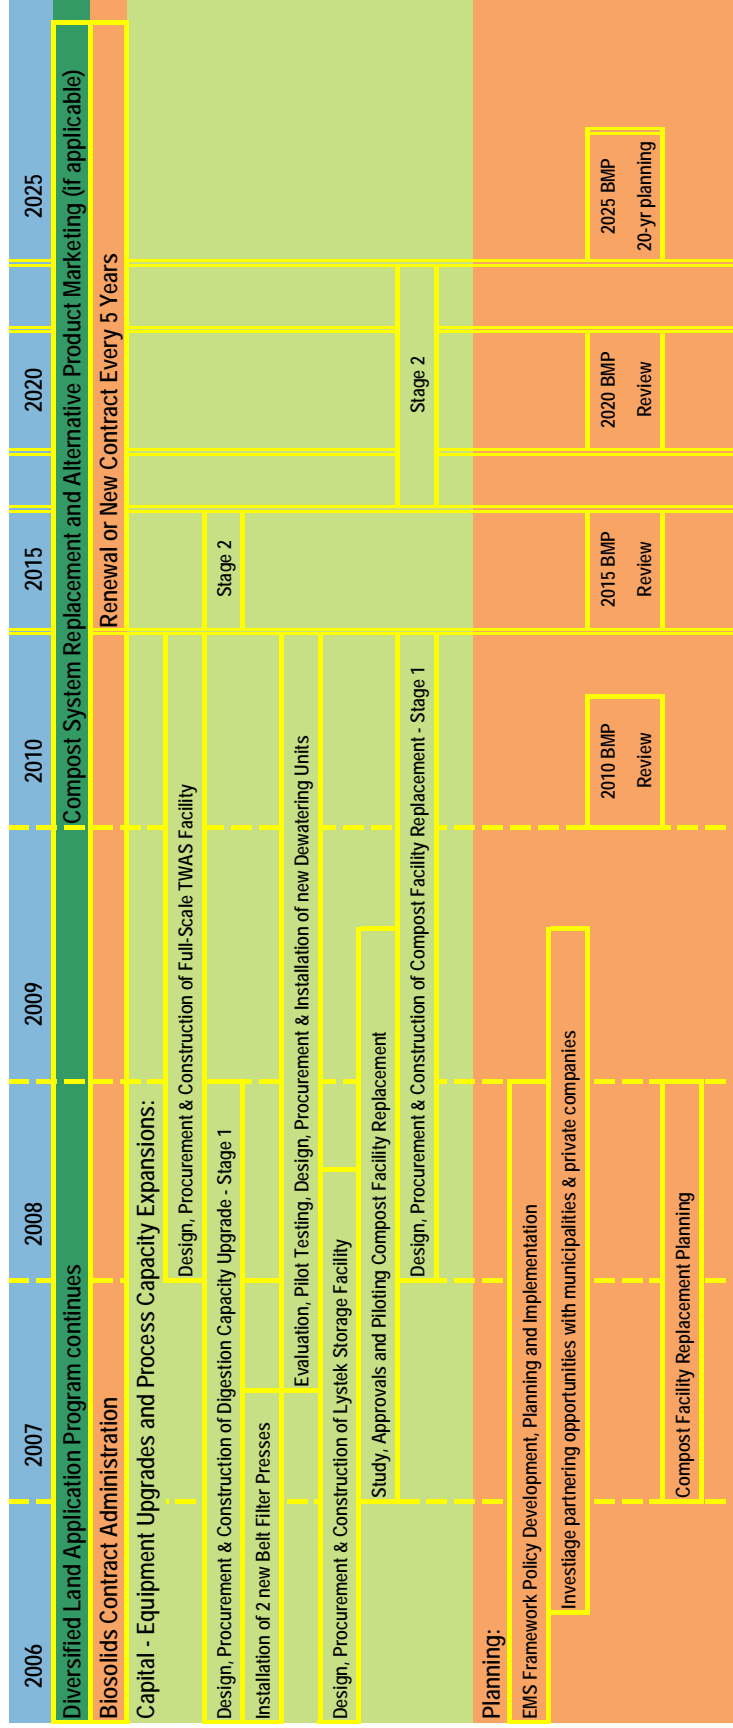 2006 2007 2008 2009 2010 2015 2020 2025
Diversified Land Application Program continues Compost System Replacement and Alternative Product Marketing (if applicable)
Biosolids Contract Administration Renewal or New Contract Every 5 Years
Capital - Equipment Upgrades and Process Capacity Expansions:
Design, Procurement & Construction of Full-Scale TWAS Facility
Design, Procurement & Construction of Digestion Capacity Upgrade - Stage 1 Stage 2
Installation of 2 new Belt Filter Presses
Evaluation, Pilot Testing, Design, Procurement & Installation of new Dewatering Units
Design, Procurement & Construction of Lystek Storage Facility
Study, Approvals and Piloting Compost Facility Replacement
Design, Procurement & Construction of Compost Facility Replacement - Stage 1 Stage 2
Planning:
EMS Framework Policy Development, Planning and Implementation
Investiage partnering opportunities with municipalities & private companies
2010 BMP
Review
2015 BMP
Review
2020 BMP
Review
2025 BMP
20-yr planning
Compost Facility Replacement Planning